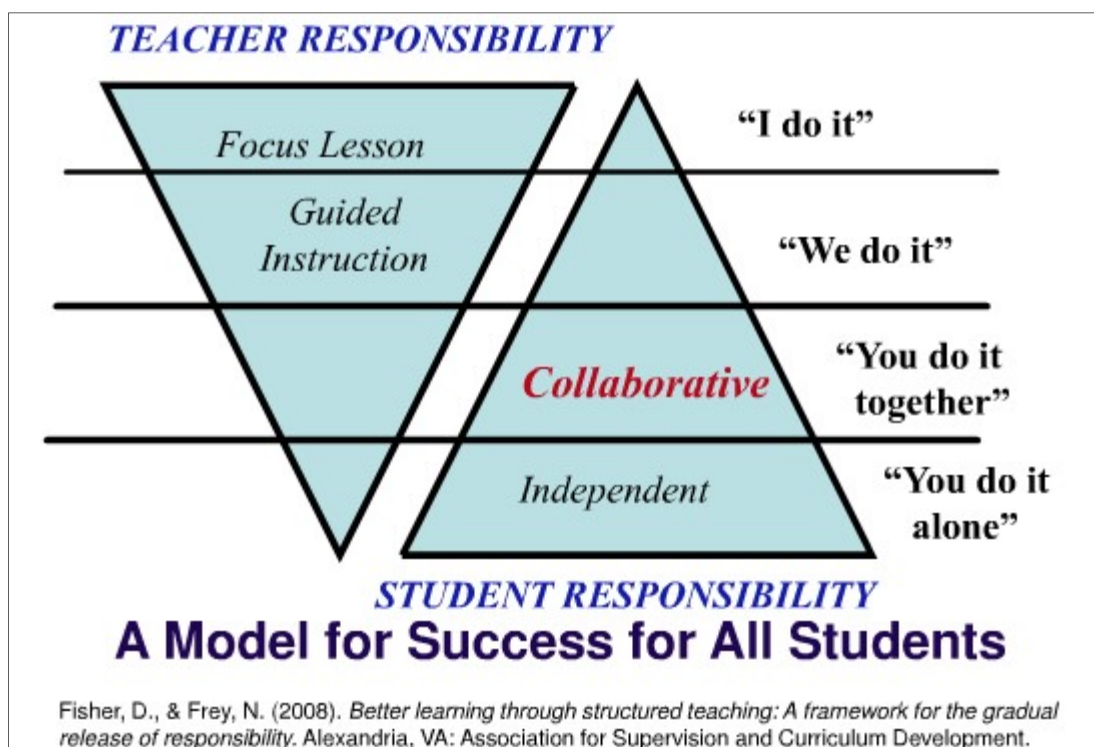 TEACHER RESPONSIBILITY
Focus Lesson
“I do it”
Guided
Instruction
“We do it”
Collaborative
“You do it
together”
Independent
“You do it
alone”
STUDENT RESPONSIBILITY
A Model for Success for All Students
Fisher, D., & Frey, N. (2008). Better learning through structured teaching: A framework for the gradual
release of responsibility. Alexandria, VA: Association for Supervision and Curriculum Development.